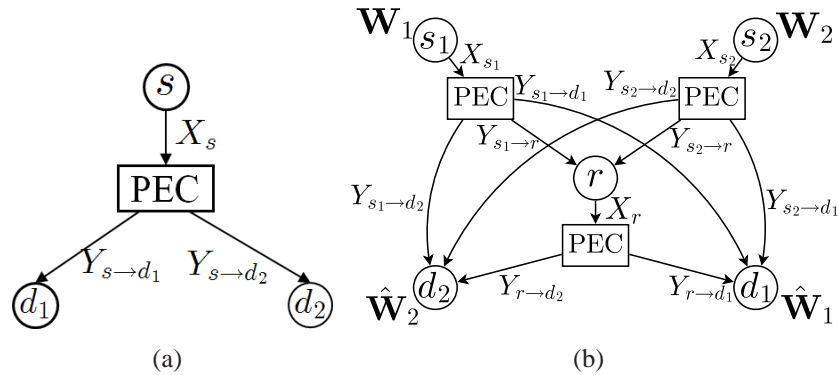 s
X_s
PEC
Y_{s→d_1}
Y_{s→d_2}
d_1
d_2
(a)
W_1
s_1
s_2
W_2
X_{s_1}
X_{s_2}
PEC
Y_{s_1→d_1}
Y_{s_2→d_2}
PEC
Y_{s_1→r}
Y_{s_2→r}
r
Y_{s_1→d_2}
X_r
Y_{s_2→d_1}
PEC
d_2
Y_{r→d_2}
Y_{r→d_1}
d_1
Ŵ_2
Ŵ_1
(b)